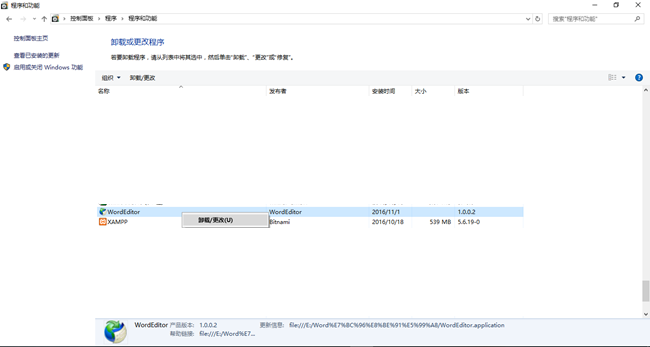 程序和功能
控制面板 > 程序 > 程序和功能
搜索"程序和功能"
控制面板主页
查看已安装的更新
启用或关闭 Windows 功能
卸载或更改程序
若要卸载程序，请从列表中将其选中，然后单击"卸载"、"更改"或"修复"。
组织 卸载/更改
名称 发布者 安装时间 大小 版本
WordEditor WordEditor 2016/11/1 1.0.0.2
卸载/更改(U)
XAMPP Bitnami 2016/10/18 539 MB 5.6.19-0
WordEditor 产品版本: 1.0.0.2 更新信息: file:///E:/Word%E7%BC%96%E8%BE%91%E5%99%A8/WordEditor.application
帮助链接: file:///E:/Word%E7...